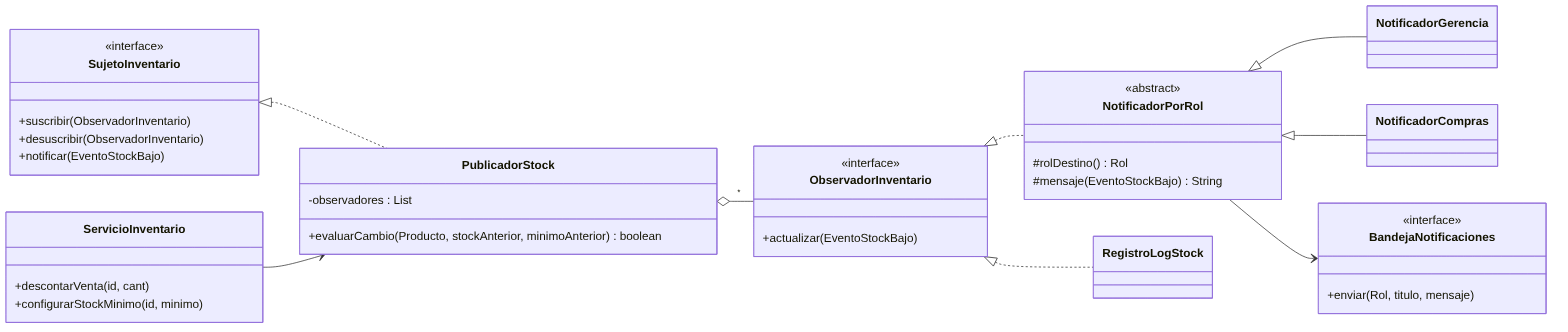 «interface»
SujetoInventario
+suscribir(ObservadorInventario)
+desuscribir(ObservadorInventario)
+notificar(EventoStockBajo)
ServicioInventario
+descontarVenta(id, cant)
+configurarStockMinimo(id, minimo)
PublicadorStock
-observadores : List
+evaluarCambio(Producto, stockAnterior, minimoAnterior) : boolean
*
«interface»
ObservadorInventario
+actualizar(EventoStockBajo)
«abstract»
NotificadorPorRol
#rolDestino() : Rol
#mensaje(EventoStockBajo) : String
RegistroLogStock
NotificadorGerencia
NotificadorCompras
«interface»
BandejaNotificaciones
+enviar(Rol, titulo, mensaje)